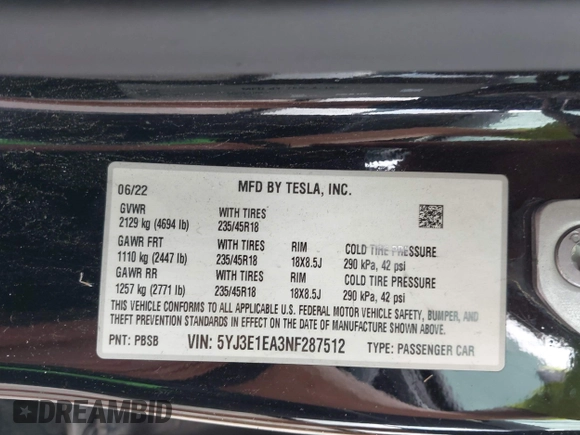 06/22 MFD BY TESLA, INC.
GVWR WITH TIRES
2129 kg (4694 lb) 235/45R18
GAWR FRT WITH TIRES RIM COLD TIRE PRESSURE
1110 kg (2447 lb) 235/45R18 18X8.5J 290 kPa, 42 psi
GAWR RR WITH TIRES RIM COLD TIRE PRESSURE
1257 kg (2771 lb) 235/45R18 18X8.5J 290 kPa, 42 psi
THIS VEHICLE CONFORMS TO ALL APPLICABLE U.S. FEDERAL MOTOR VEHICLE SAFETY, BUMPER, AND
THEFT PREVENTION STANDARDS IN EFFECT ON THE DATE OF MANUFACTURE SHOWN ABOVE.
PNT: PBSB VIN: 5YJ3E1EA3NF287512 TYPE: PASSENGER CAR
DREAMBID